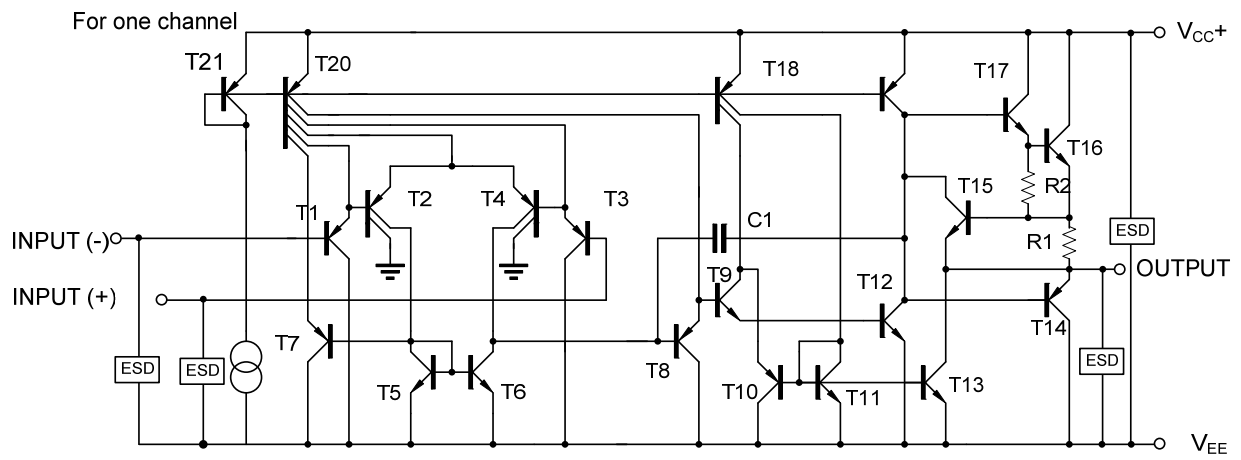 For one channel
VCC+
T21
T20
T18
T17
T16
T1
T2
T4
T3
T15
R2
R1
C1
ESD
INPUT (-)
OUTPUT
INPUT (+)
T9
T12
T14
T7
T8
ESD
ESD
ESD
T5
T6
T10
T11
T13
VEE